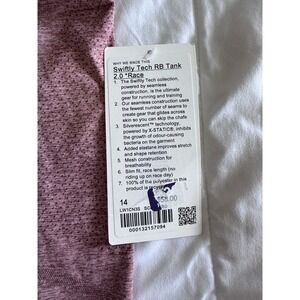 WHY WE MADE THIS
Swiftly Tech RB Tank
2.0 *Race
1. The Swiftly Tech collection,
powered by seamless
construction, is the ultimate
gear for running and training
2. Our seamless construction uses
the fewest number of seams to
create gear that glides across
skin so you can skip the chafe
3. Silverescent™ technology,
powered by X-STATIC®, inhibits
the growth of odour-causing
bacteria on the garment
4. Added elastane improves stretch
and shape retention
5. Mesh construction for
breathability
6. Slim fit, race length (no
riding up on race day)
7. 100% of the polyester in this
product is
14
LW1CN3S
000132157094